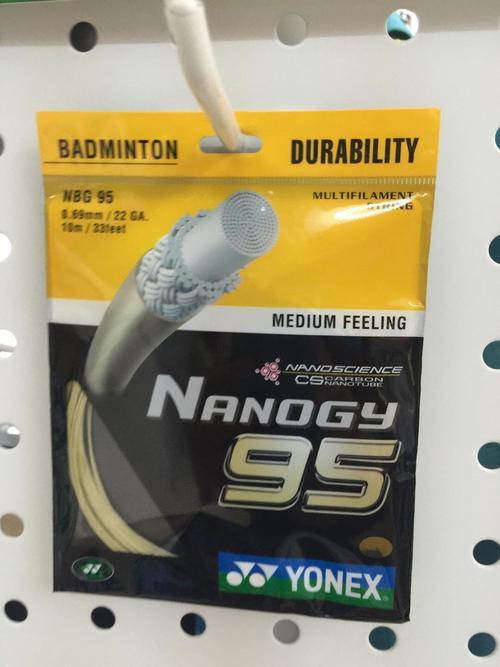 BADMINTON
DURABILITY
NBG 95
0.69mm / 22 GA.
10m / 33feet
MULTIFILAMENT
STRING
MEDIUM FEELING
NANOSCIENCE
CS CARBON
NANOTUBE
NANOGY
95
YONEX